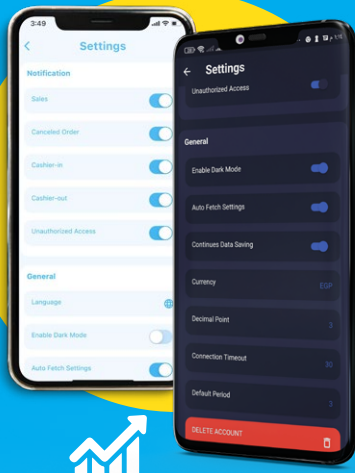 3:49
Settings
Notification
Sales
Canceled Order
Cashier-in
Cashier-out
Unauthorized Access
General
Language
Enable Dark Mode
Auto Fetch Settings
Settings
Unauthorized Access
General
Enable Dark Mode
Auto Fetch Settings
Continues Data Saving
Currency
EGP
Decimal Point
Connection Timeout
30
Default Period
3
DELETE ACCOUNT